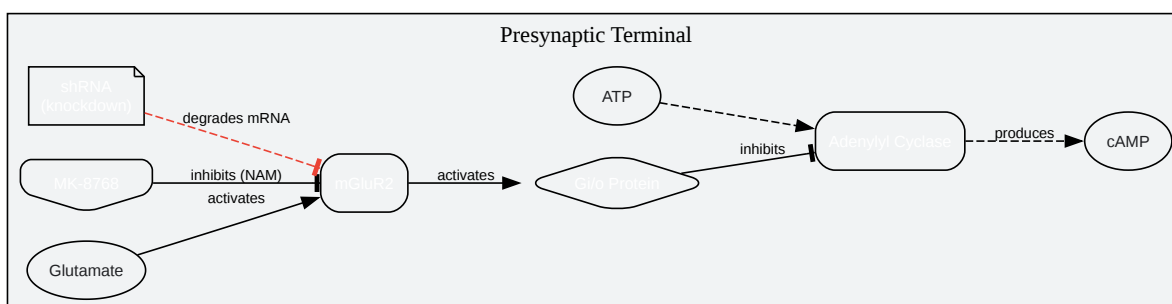 Presynaptic Terminal
shRNA
(knockdown)
degrades mRNA
MK-8768
inhibits (NAM)
activates
Glutamate
mGluR2
activates
ATP
Gi/o Protein
inhibits
Adenylyl Cyclase
produces
cAMP